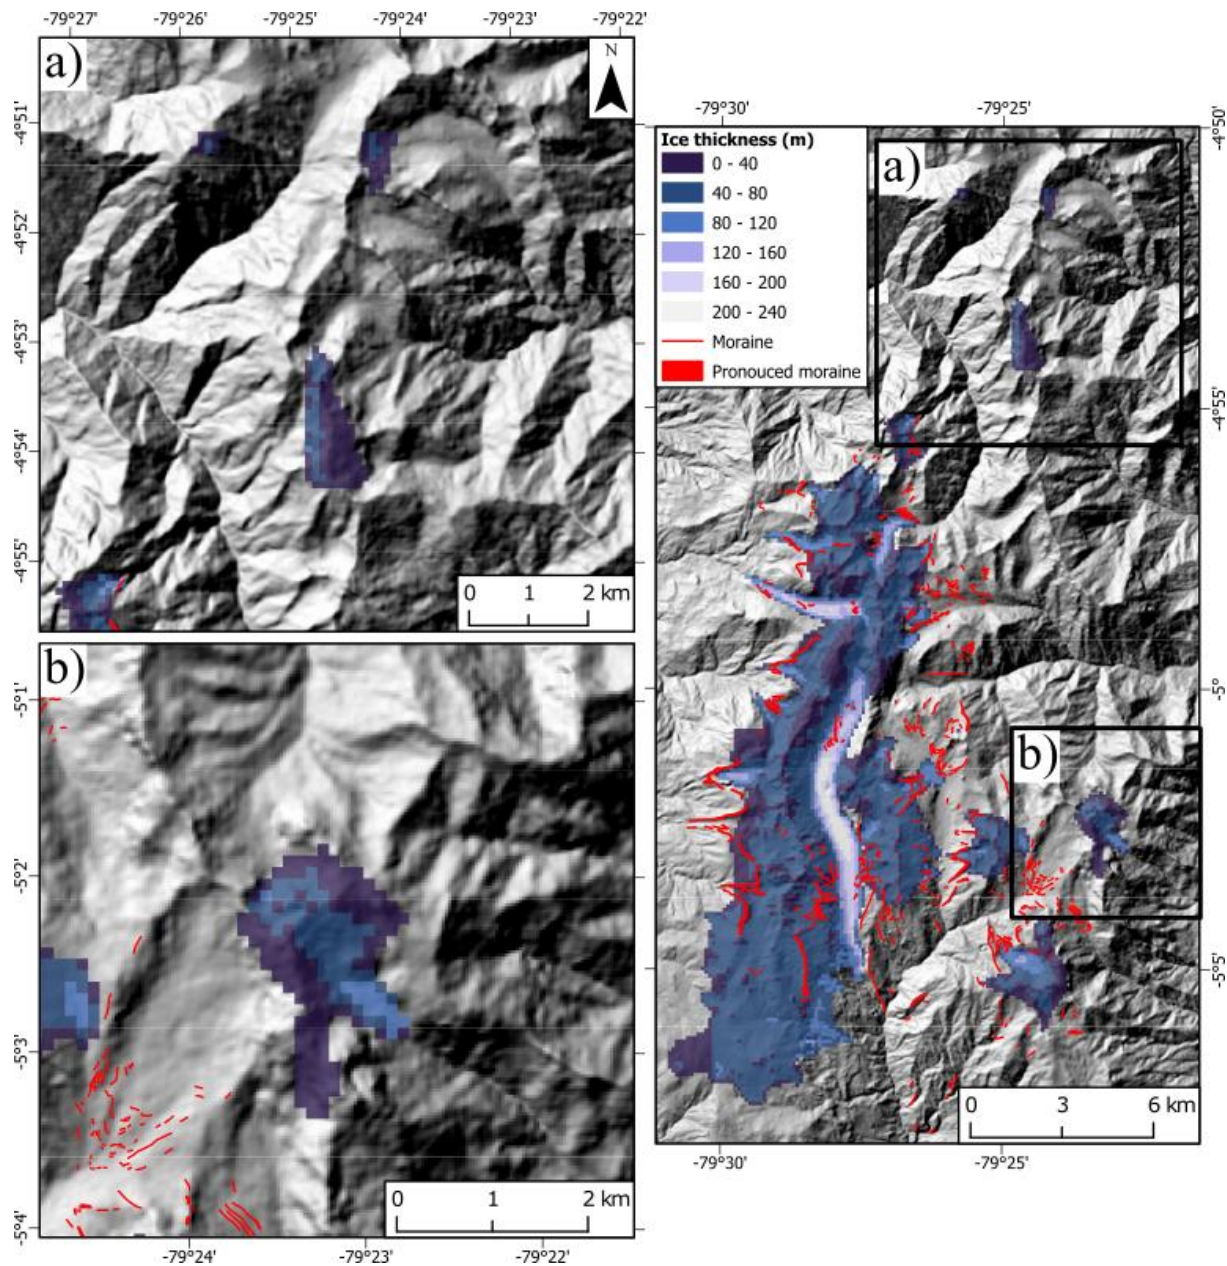 -79°27' -79°26' -79°25' -79°24' -79°23' -79°22'
a)
N
-4°51'
-4°52'
-4°53'
-4°54'
-4°55'
0 1 2 km
b)
-5°1'
-5°2'
-5°3'
-5°4'
0 1 2 km
-79°24' -79°23' -79°22'
-79°30' -79°25'
-4°50'
Ice thickness (m)
0 - 40
40 - 80
80 - 120
120 - 160
160 - 200
200 - 240
Moraine
Pronouced moraine
a)
-4°55'
-5°
b)
-5°5'
0 3 6 km
-79°30' -79°25'